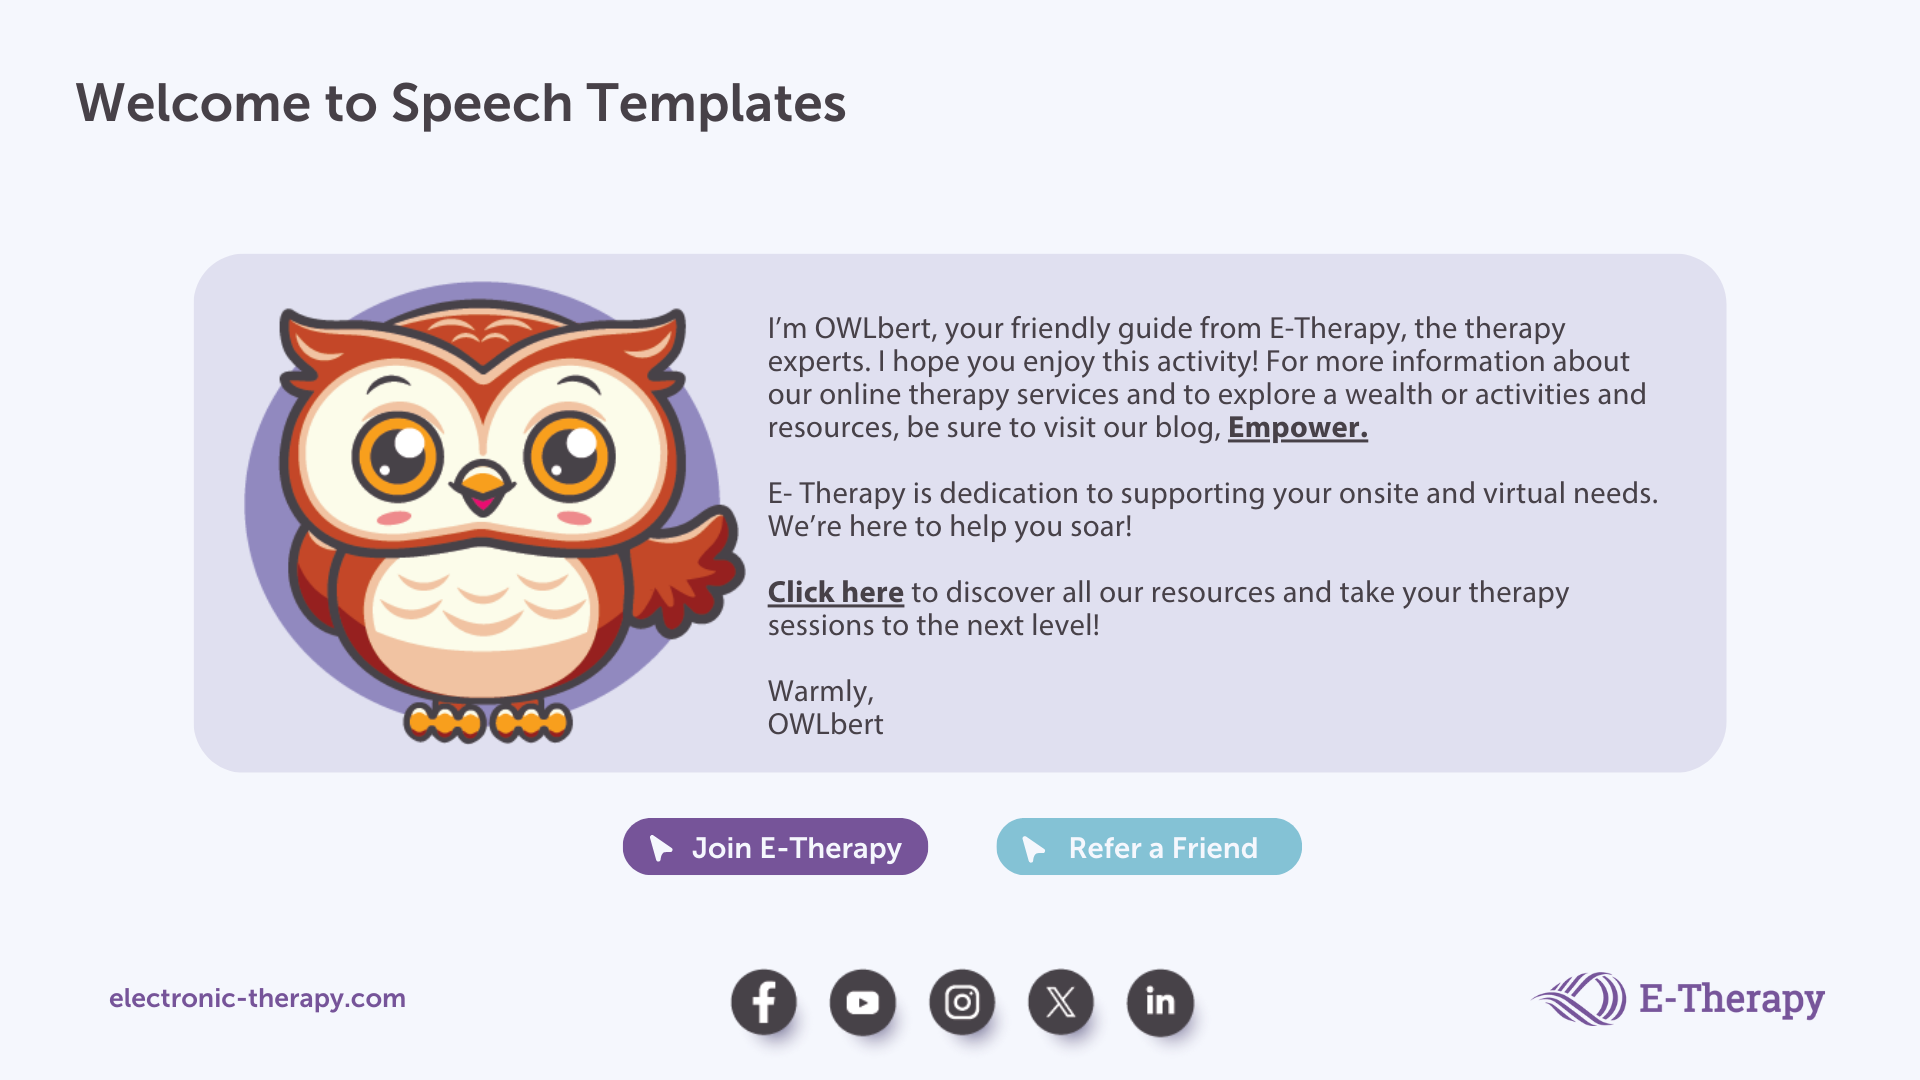 Welcome to Speech Templates
I’m OWLbert, your friendly guide from E-Therapy, the therapy
experts. I hope you enjoy this activity! For more information about
our online therapy services and to explore a wealth or activities and
resources, be sure to visit our blog, Empower.
E- Therapy is dedication to supporting your onsite and virtual needs.
We’re here to help you soar!
Click here to discover all our resources and take your therapy
sessions to the next level!
Warmly,
OWLbert
Join E-Therapy
Refer a Friend
electronic-therapy.com
E-Therapy